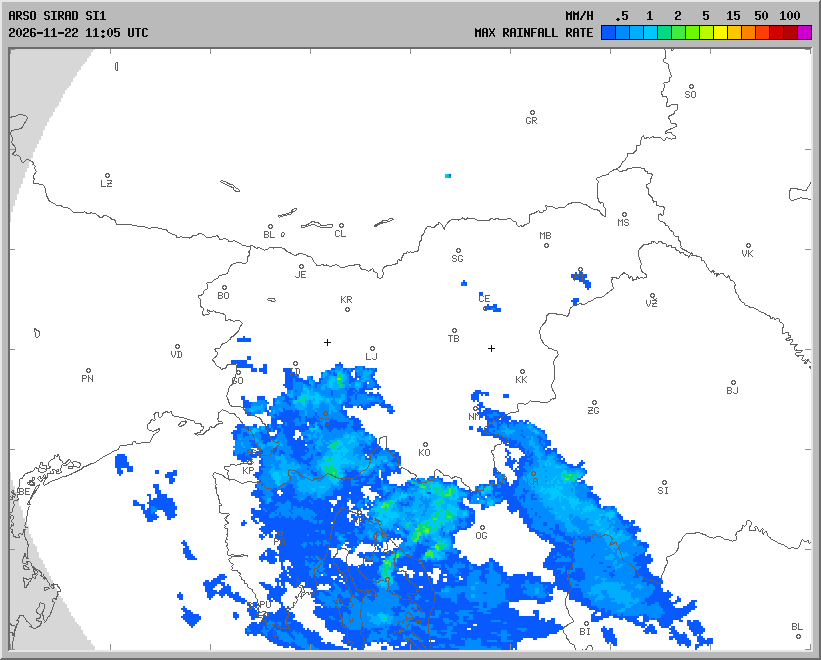 ARSO SIRAD SI1
2026-11-22 11:05 UTC
MM/H .5 1 2 5 15 50 100
MAX RAINFALL RATE
SO
GR
LZ
MS
BL
CL
MB
VK
SG
JE
BO
KR
CE
VZ
TB
VD
LJ
GO
PN
KK
BJ
NM
ZG
KO
KP
SI
BE
OG
PU
BI
BL